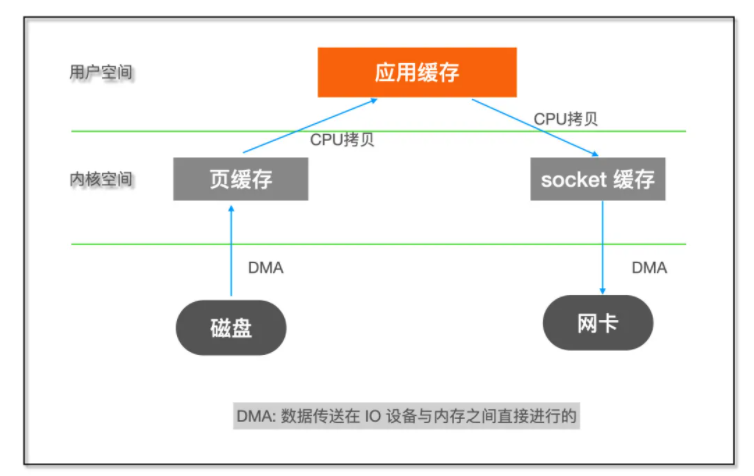 用户空间
应用缓存
CPU拷贝
CPU拷贝
内核空间
页缓存
socket 缓存
DMA
DMA
磁盘
网卡
DMA: 数据传送在 IO 设备与内存之间直接进行的